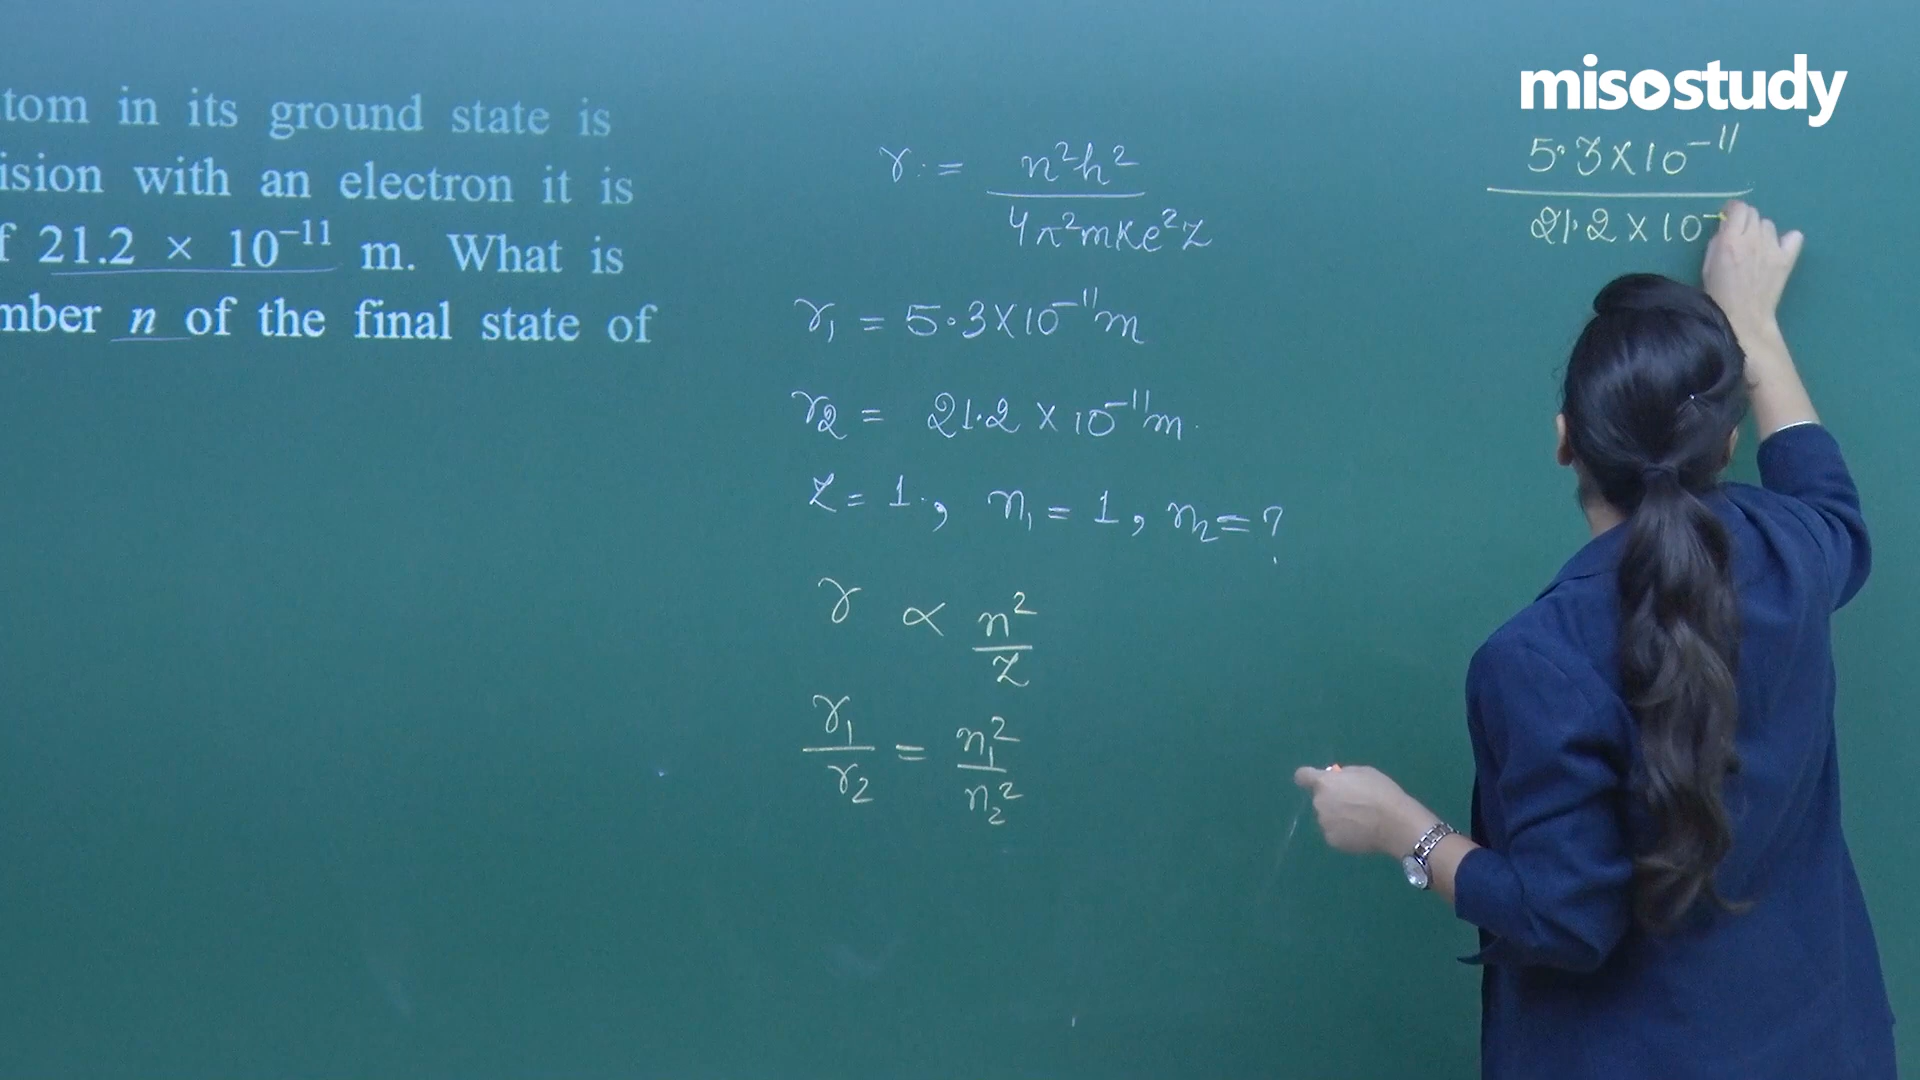 misostudy
tom in its ground state is
ision with an electron it is
f 21.2 × 10⁻¹¹ m. What is
mber n of the final state of
r = n²h² / 4π²mKe²Z
r₁ = 5.3×10⁻¹¹m
r₂ = 21.2 × 10⁻¹¹m.
Z = 1, n₁ = 1, n₂ = ?
r ∝ n² / Z
r₁ / r₂ = n₁² / n₂²
5.3×10⁻¹¹
21.2×10⁻